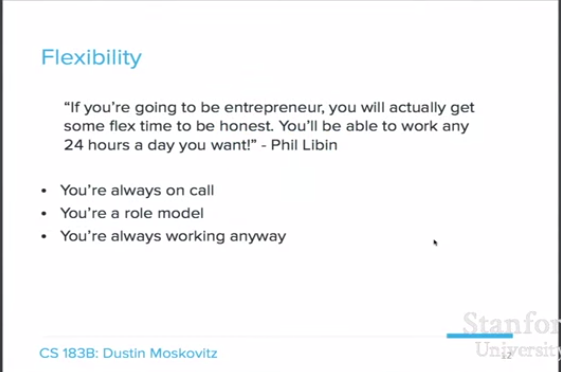 Flexibility
“If you’re going to be entrepreneur, you will actually get
some flex time to be honest. You’ll be able to work any
24 hours a day you want!” - Phil Libin
• You’re always on call
• You’re a role model
• You’re always working anyway
Stanfor
University
CS 183B: Dustin Moskovitz
12